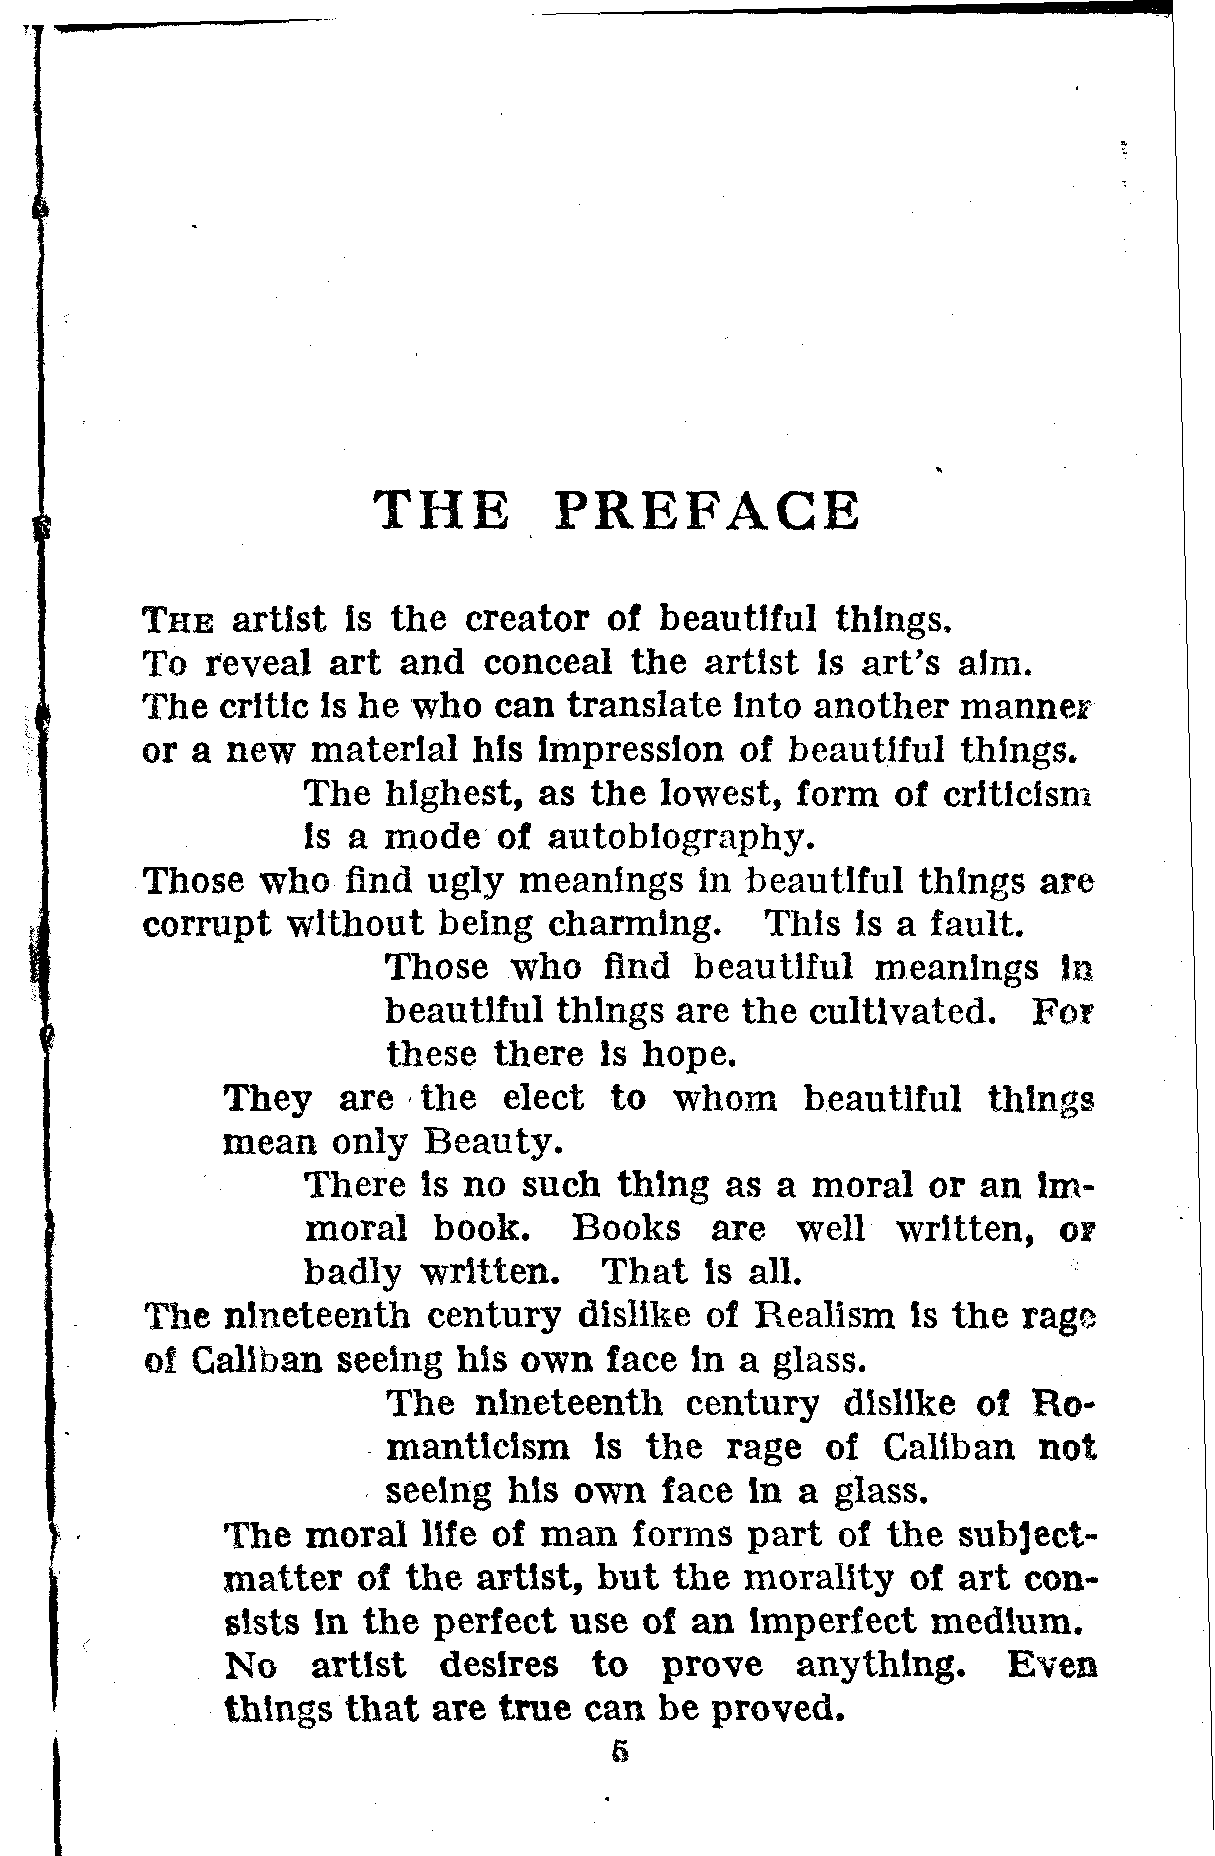 THE PREFACE
THE artist is the creator of beautiful things.
To reveal art and conceal the artist is art's aim.
The critic is he who can translate into another manner
or a new material his impression of beautiful things.
The highest, as the lowest, form of criticism
is a mode of autobiography.
Those who find ugly meanings in beautiful things are
corrupt without being charming. This is a fault.
Those who find beautiful meanings in
beautiful things are the cultivated. For
these there is hope.
They are the elect to whom beautiful things
mean only Beauty.
There is no such thing as a moral or an im-
moral book. Books are well written, or
badly written. That is all.
The nineteenth century dislike of Realism is the rage
of Caliban seeing his own face in a glass.
The nineteenth century dislike of Ro-
manticism is the rage of Caliban not
seeing his own face in a glass.
The moral life of man forms part of the subject-
matter of the artist, but the morality of art con-
sists in the perfect use of an imperfect medium.
No artist desires to prove anything. Even
things that are true can be proved.
5